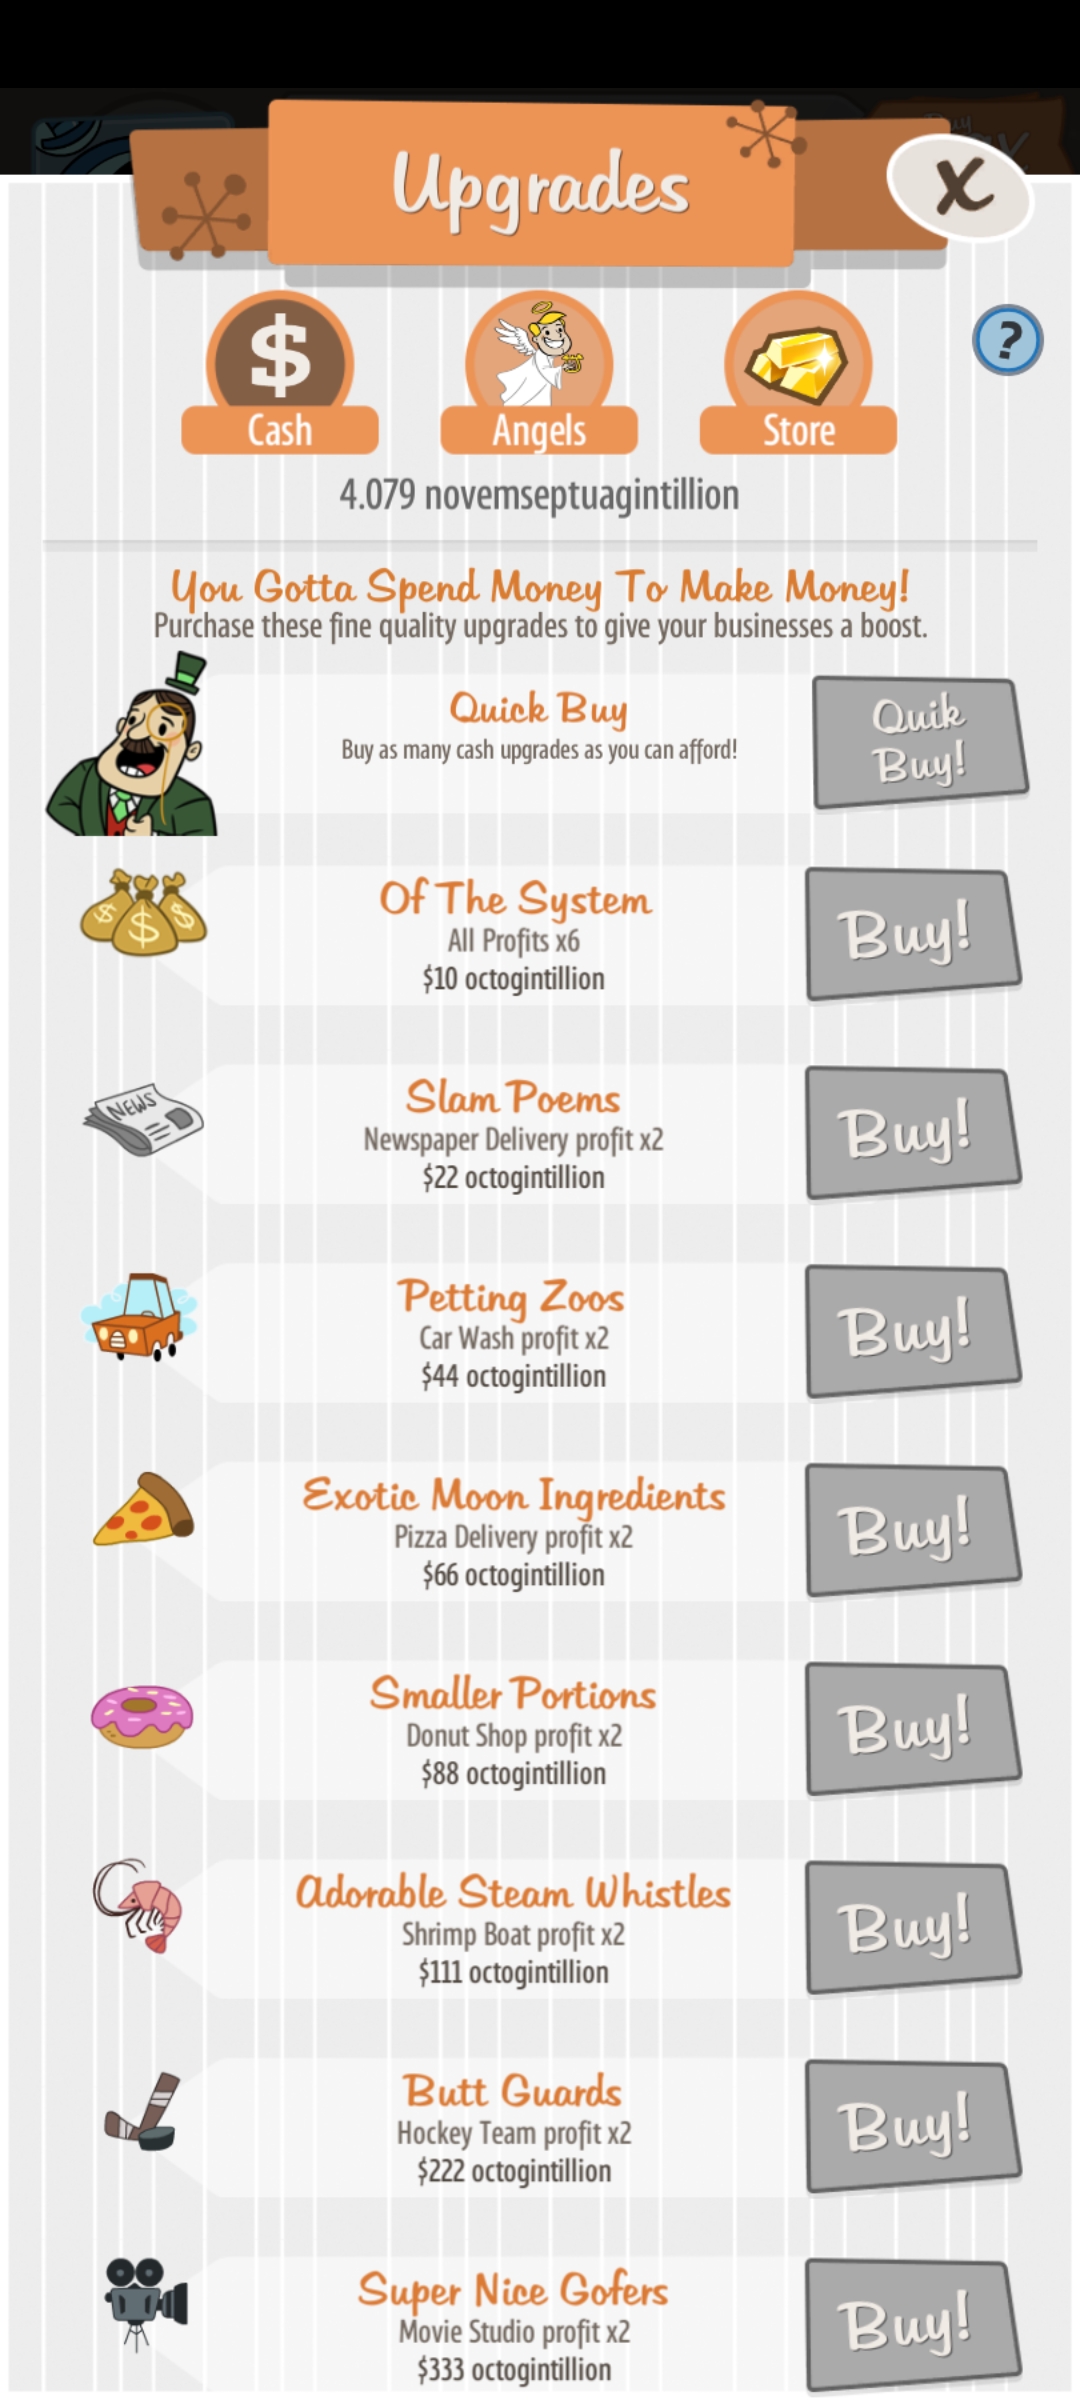 Upgrades
X
$
?
Cash
Angels
Store
4.079 novemseptuagintillion
You Gotta Spend Money To Make Money!
Purchase these fine quality upgrades to give your businesses a boost.
Quick Buy
Buy as many cash upgrades as you can afford!
Quik
Buy!
Of The System
All Profits x6
$10 octogintillion
Buy!
NEWS
Slam Poems
Newspaper Delivery profit x2
$22 octogintillion
Buy!
Petting Zoos
Car Wash profit x2
$44 octogintillion
Buy!
Exotic Moon Ingredients
Pizza Delivery profit x2
$66 octogintillion
Buy!
Smaller Portions
Donut Shop profit x2
$88 octogintillion
Buy!
Adorable Steam Whistles
Shrimp Boat profit x2
$111 octogintillion
Buy!
Butt Guards
Hockey Team profit x2
$222 octogintillion
Buy!
Super Nice Gofers
Movie Studio profit x2
$333 octogintillion
Buy!